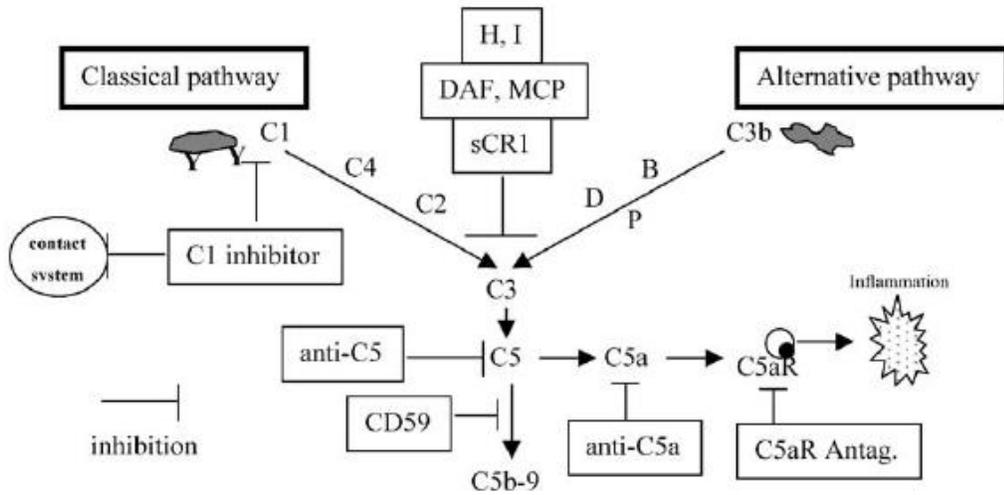 H, I
Classical pathway
DAF, MCP
Alternative pathway
sCR1
C1
C3b
C4
B
C2
D
P
contact
system
C1 inhibitor
C3
Inflammation
anti-C5
C5
C5a
C5aR
CD59
inhibition
anti-C5a
C5aR Antag.
C5b-9